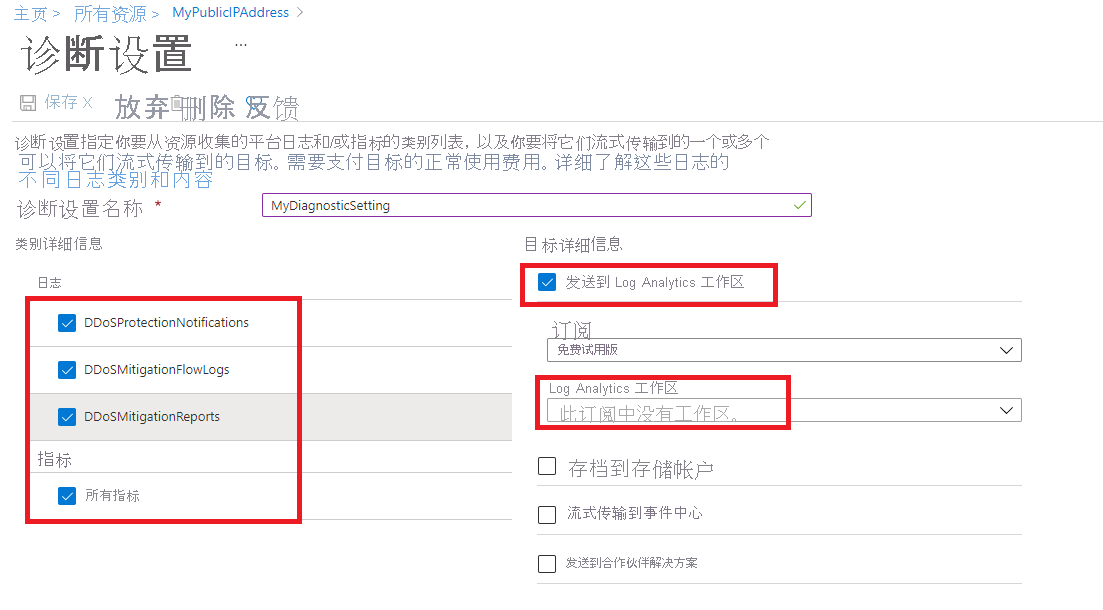 主页 > 所有资源 > MyPublicIPAddress >
诊断设置 ...
保存 X 放弃 删除 反馈
诊断设置指定你要从资源收集的平台日志和/或指标的类别列表, 以及你要将它们流式传输到的一个或多个
可以将它们流式传输到的目标。需要支付目标的正常使用费用。详细了解这些日志的
不同日志类别和内容
诊断设置名称 * MyDiagnosticSetting
类别详细信息
日志
DDoSProtectionNotifications
DDoSMitigationFlowLogs
DDoSMitigationReports
指标
所有指标
目标详细信息
发送到 Log Analytics 工作区
订阅
免费试用版
Log Analytics 工作区
此订阅中没有工作区。
存档到存储帐户
流式传输到事件中心
发送到合作伙伴解决方案